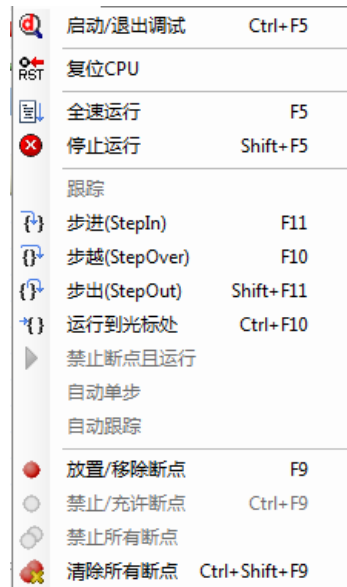 启动/退出调试 Ctrl+F5
RST 复位CPU
全速运行 F5
停止运行 Shift+F5
跟踪
步进(StepIn) F11
步越(StepOver) F10
步出(StepOut) Shift+F11
运行到光标处 Ctrl+F10
禁止断点且运行
自动单步
自动跟踪
放置/移除断点 F9
禁止/允许断点 Ctrl+F9
禁止所有断点
清除所有断点 Ctrl+Shift+F9